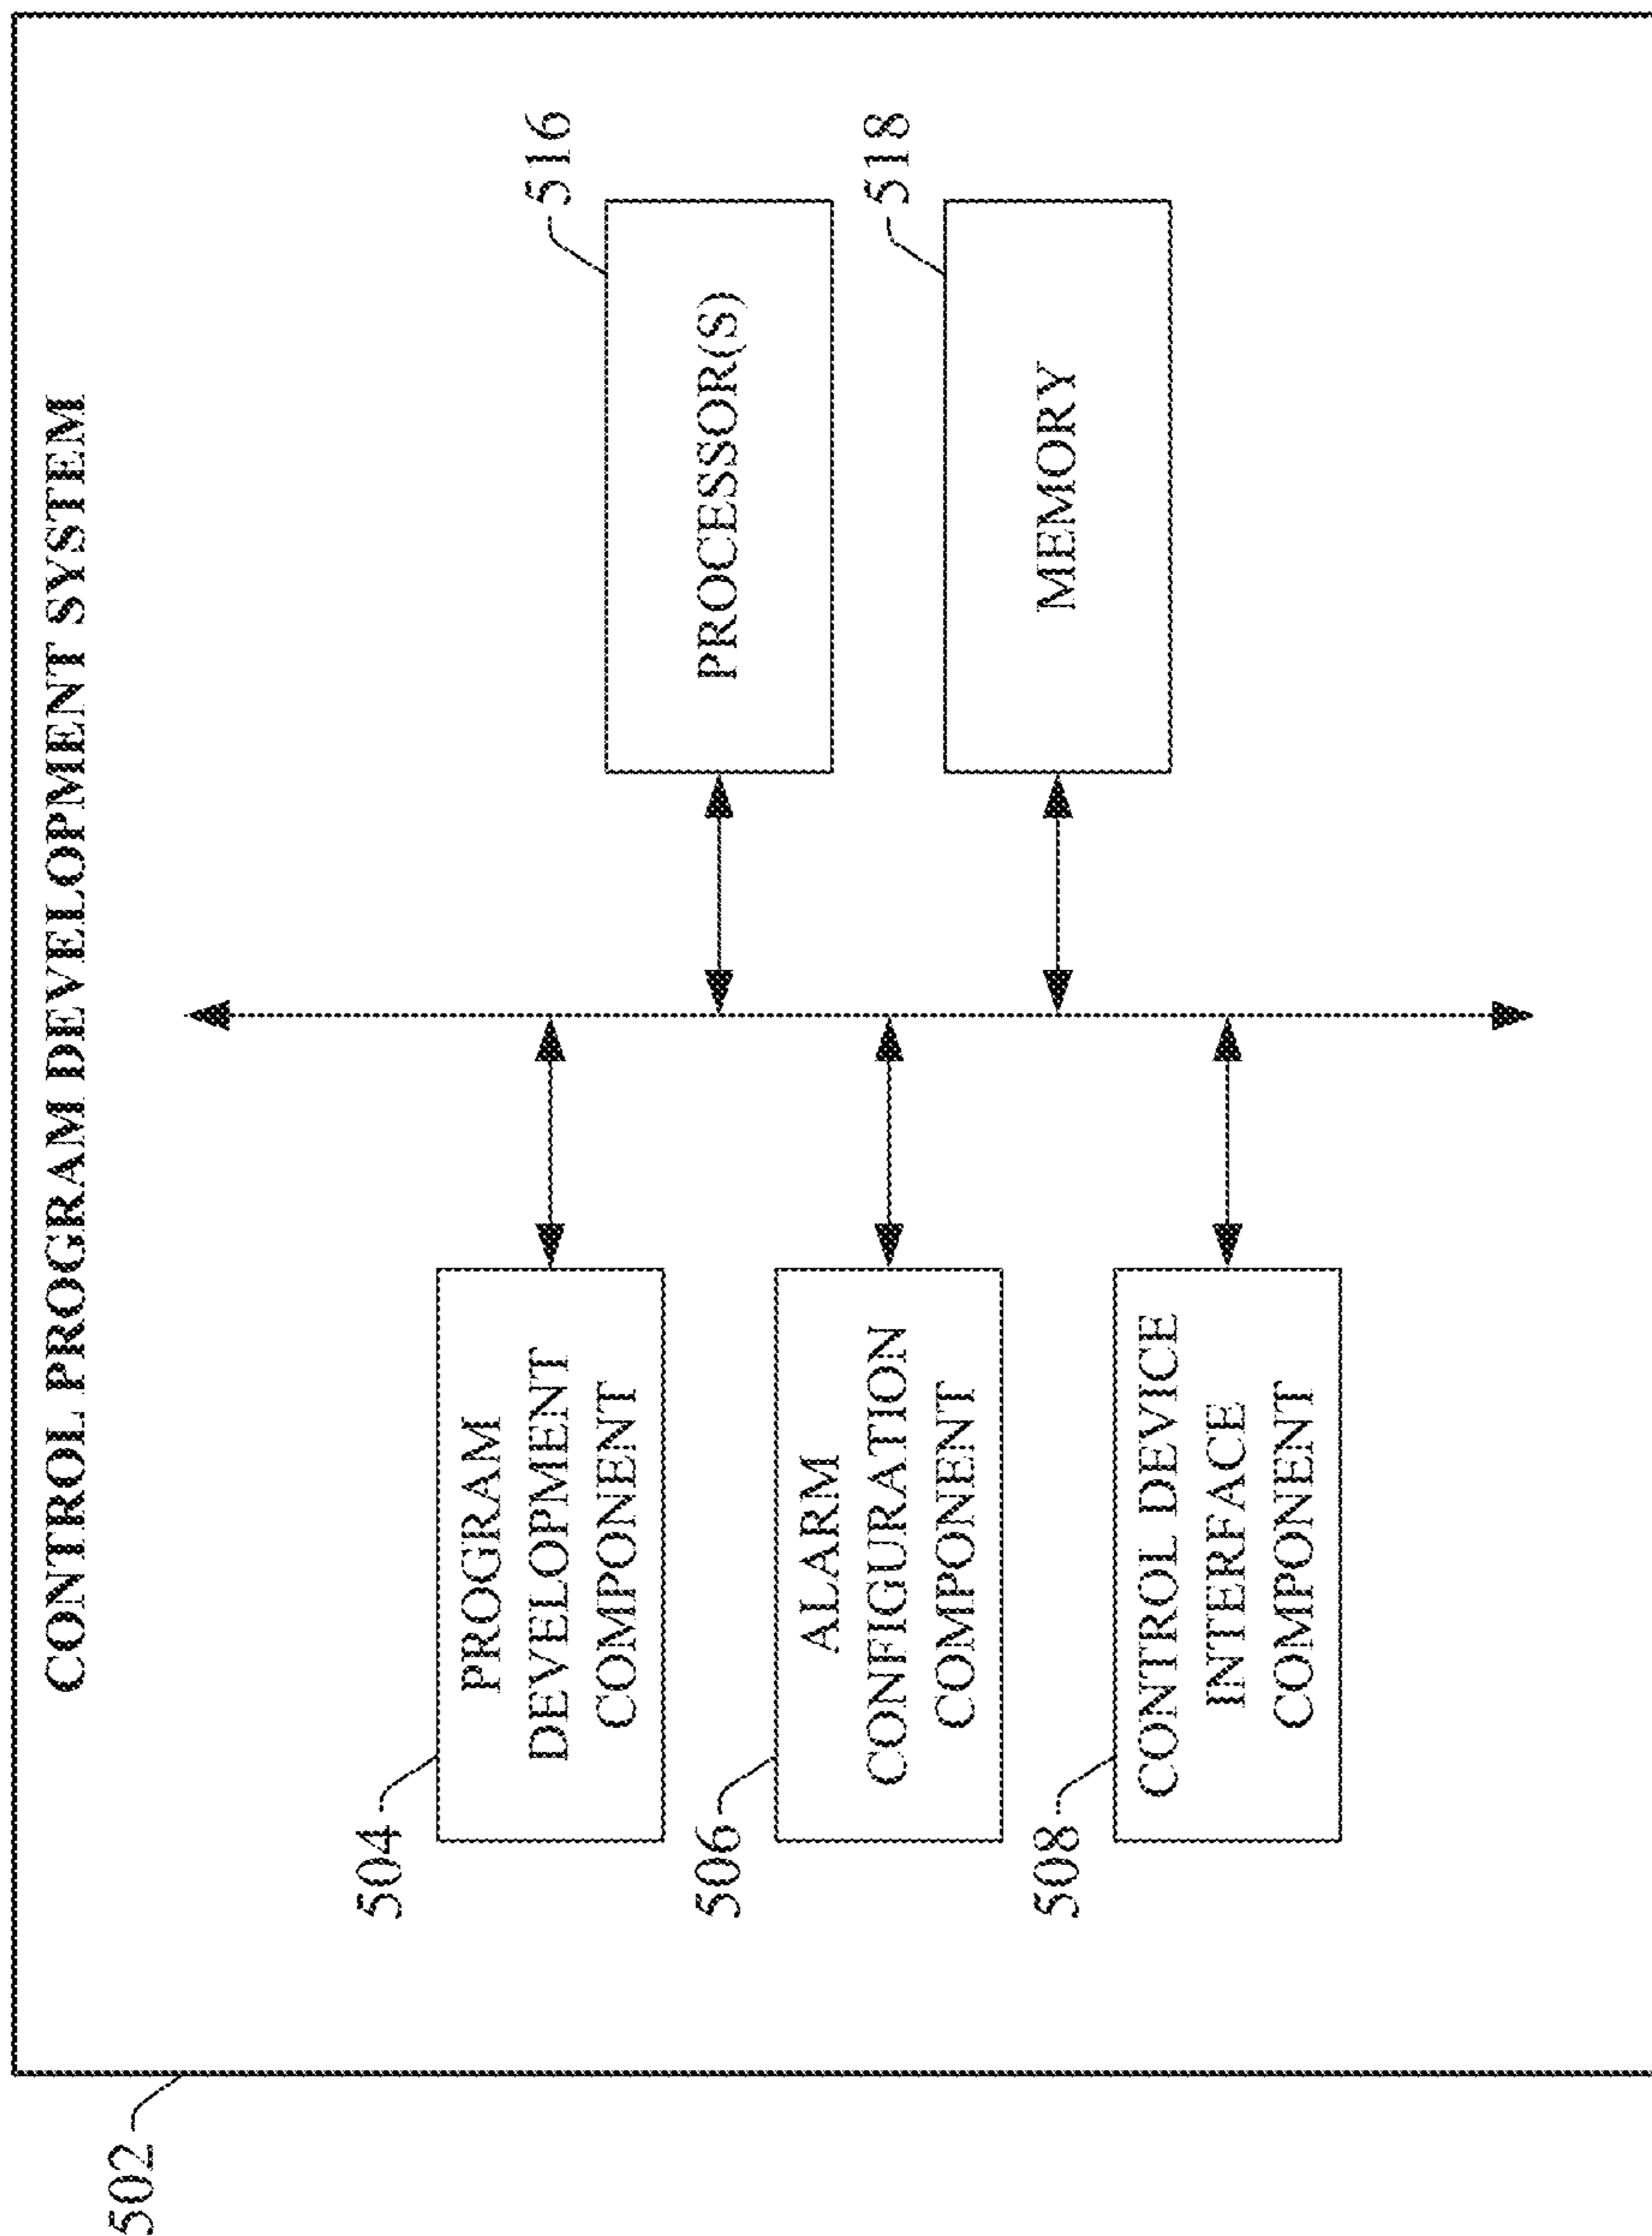 CONTROL PROGRAM DEVELOPMENT SYSTEM
502
504
PROGRAM
DEVELOPMENT
COMPONENT
506
ALARM
CONFIGURATION
COMPONENT
508
CONTROL DEVICE
INTERFACE
COMPONENT
516
PROCESSOR(S)
518
MEMORY